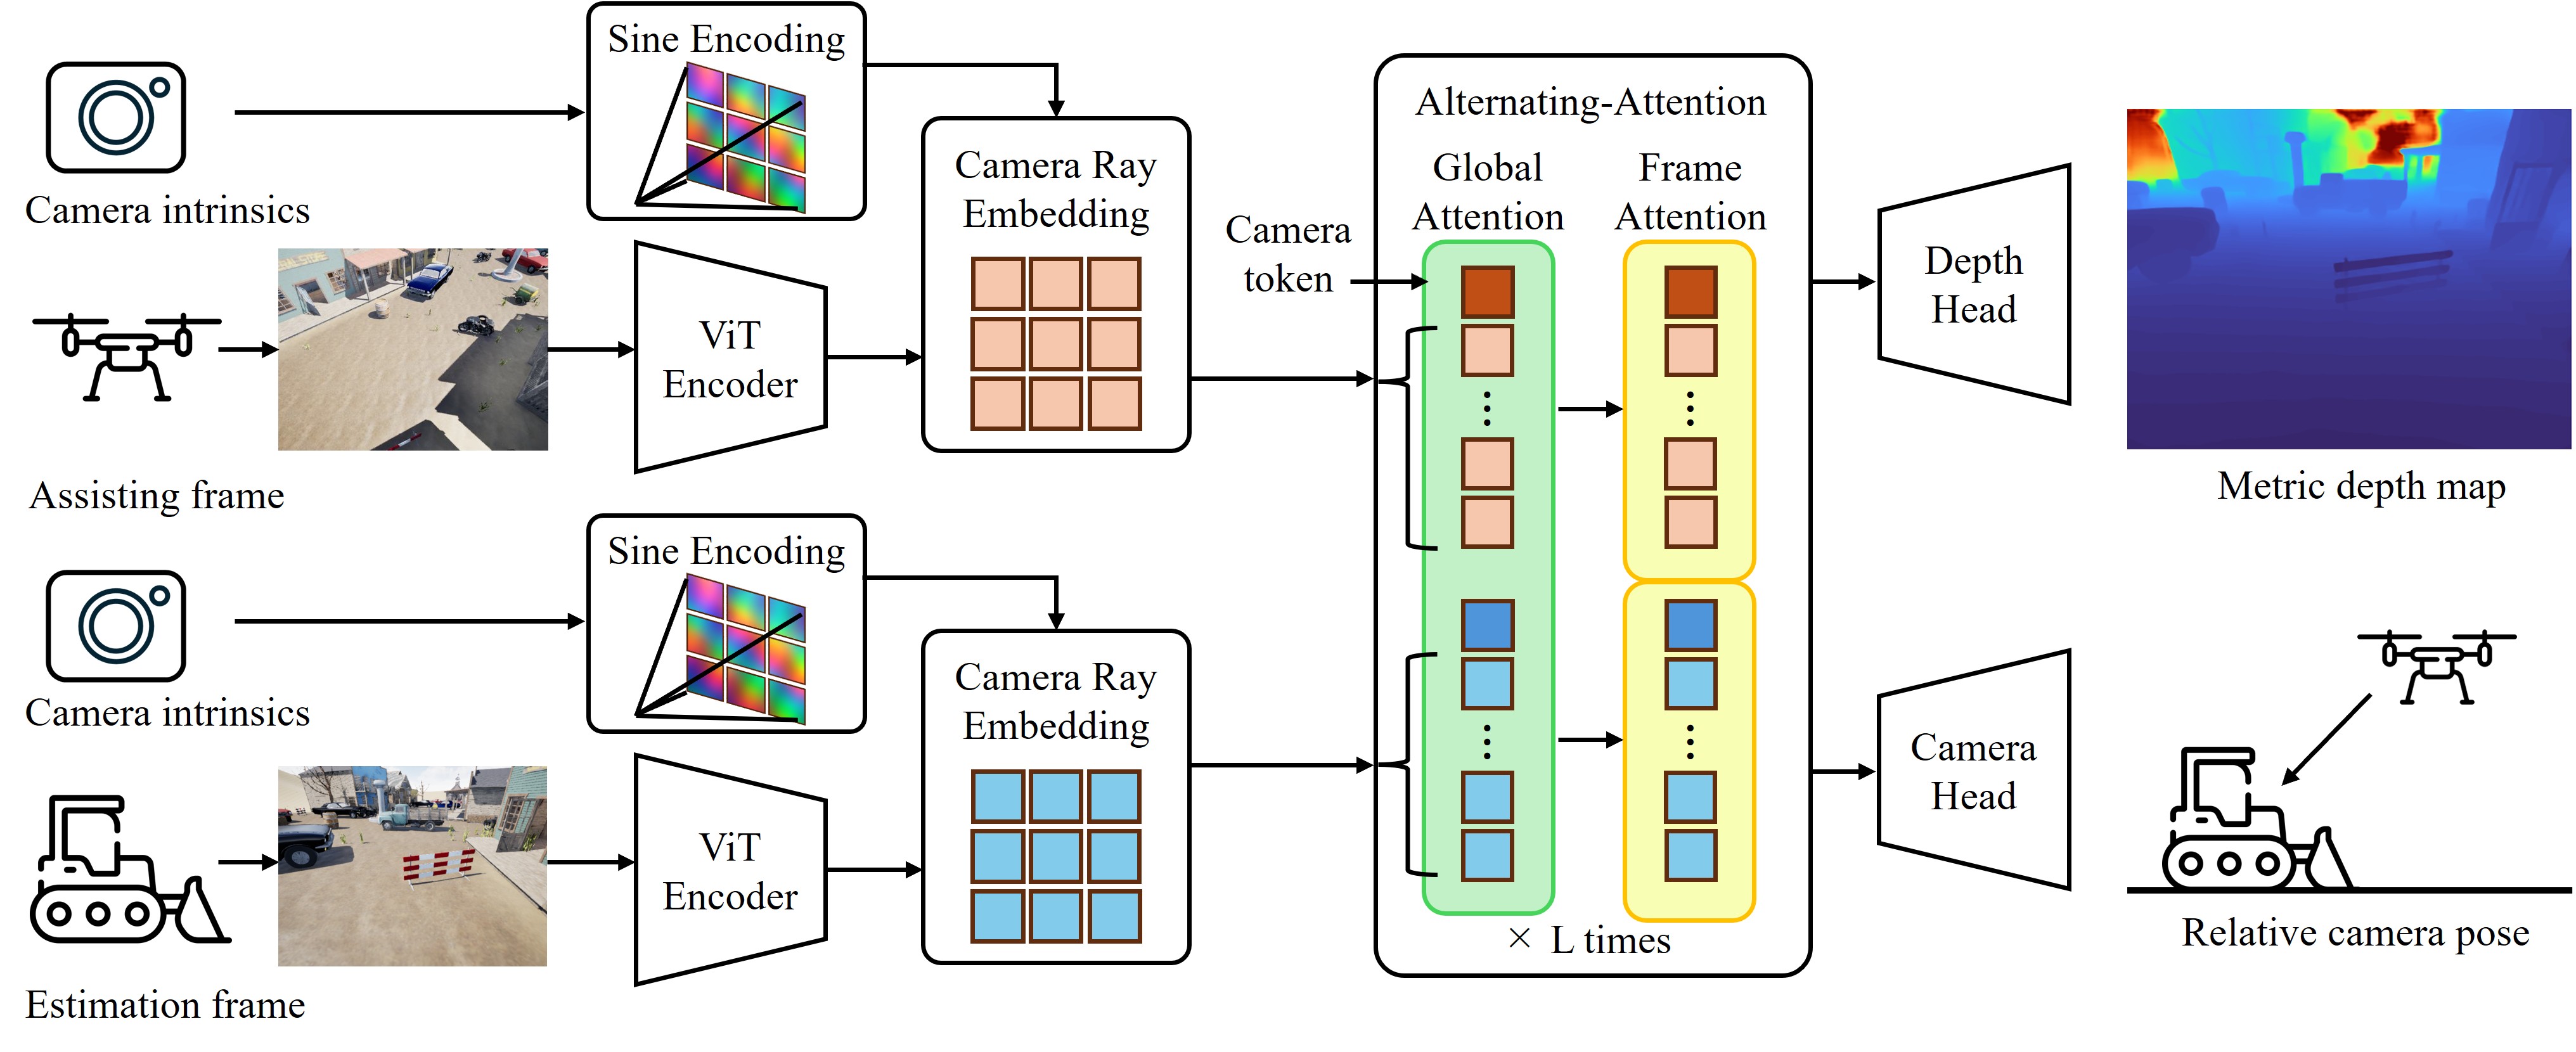 Camera intrinsics
Assisting frame
Sine Encoding
ViT
Encoder
Camera Ray
Embedding
Camera intrinsics
Estimation frame
Sine Encoding
ViT
Encoder
Camera Ray
Embedding
Camera
token
Alternating-Attention
Global
Attention
Frame
Attention
× L times
Depth
Head
Camera
Head
Metric depth map
Relative camera pose